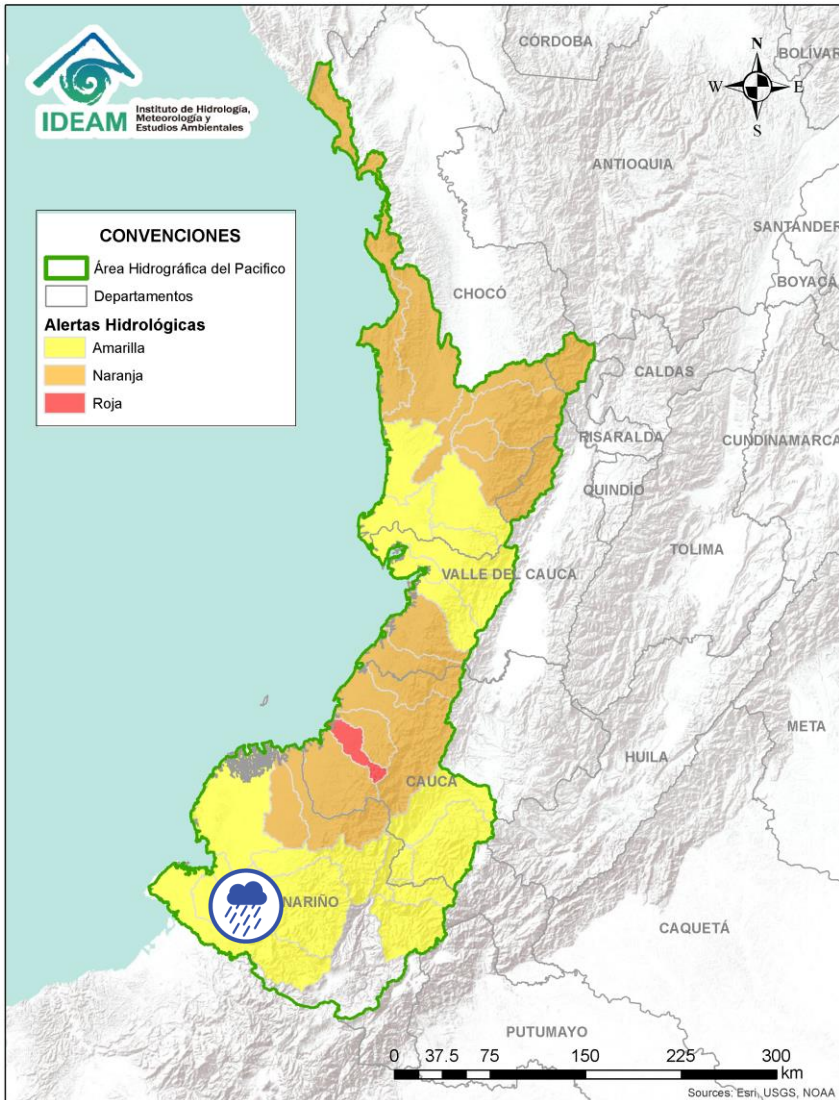 IDEAM
Instituto de Hidrología,
Meteorología y
Estudios Ambientales
CÓRDOBA
BOLÍVAR
N
W
E
S
ANTIOQUIA
SANTANDER
CONVENCIONES
Área Hidrográfica del Pacifico
Departamentos
Alertas Hidrológicas
Amarilla
Naranja
Roja
BOYACÁ
CHOCÓ
CALDAS
RISARALDA
CUNDINAMARCA
QUINDÍO
TOLIMA
VALLE DEL CAUCA
META
HUILA
CAUCA
NARIÑO
CAQUETÁ
PUTUMAYO
0 37.5 75 150 225 300
km
Sources: Esri, USGS, NOAA